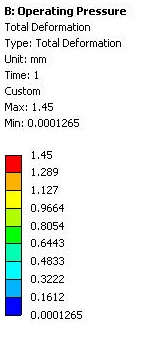 B: Operating Pressure
Total Deformation
Type: Total Deformation
Unit: mm
Time: 1
Custom
Max: 1.45
Min: 0.0001265
1.45
1.289
1.127
0.9664
0.8054
0.6443
0.4833
0.3222
0.1612
0.0001265